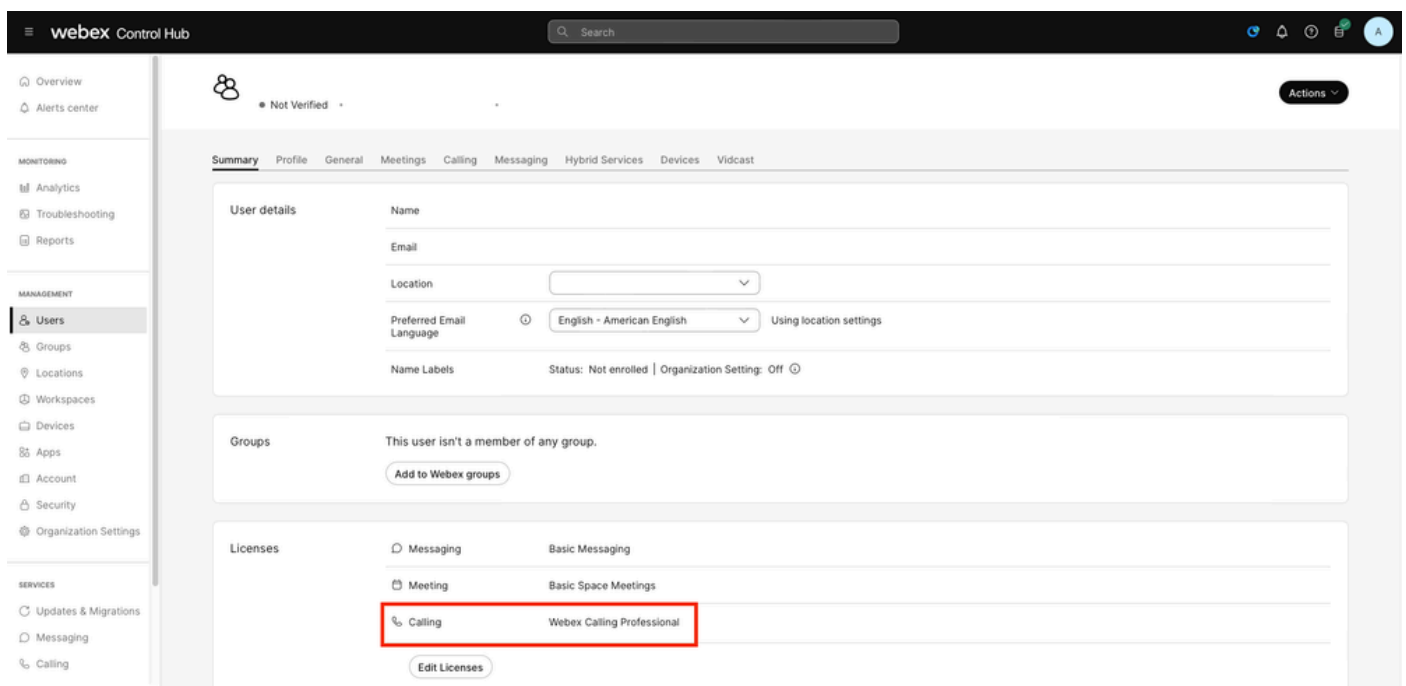 webex Control Hub
Search
A
Overview
Alerts center
MONITORING
Analytics
Troubleshooting
Reports
MANAGEMENT
Users
Groups
Locations
Workspaces
Devices
Apps
Account
Security
Organization Settings
SERVICES
Updates & Migrations
Messaging
Calling
Not Verified
Actions
Summary Profile General Meetings Calling Messaging Hybrid Services Devices Vidcast
User details
Name
Email
Location
Preferred Email
Language
English - American English
Using location settings
Name Labels
Status: Not enrolled | Organization Setting: Off
Groups
This user isn't a member of any group.
Add to Webex groups
Licenses
Messaging Basic Messaging
Meeting Basic Space Meetings
Calling Webex Calling Professional
Edit Licenses